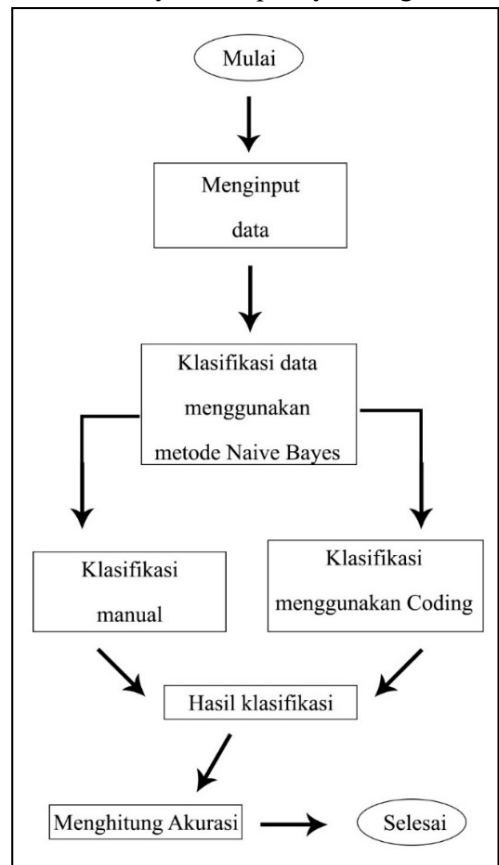 Mulai
Menginput
data
Klasifikasi data
menggunakan
metode Naive Bayes
Klasifikasi
manual
Klasifikasi
menggunakan Coding
Hasil klasifikasi
Menghitung Akurasi
Selesai